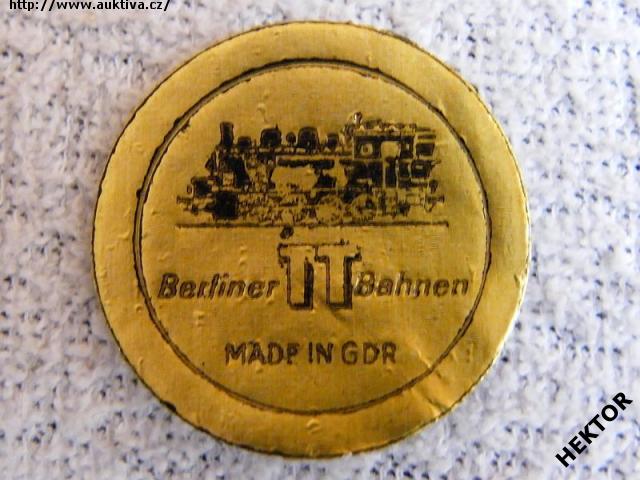 http://www.auktiva.cz/
Berliner TT Bahnen
MADE IN GDR
HEKTOR